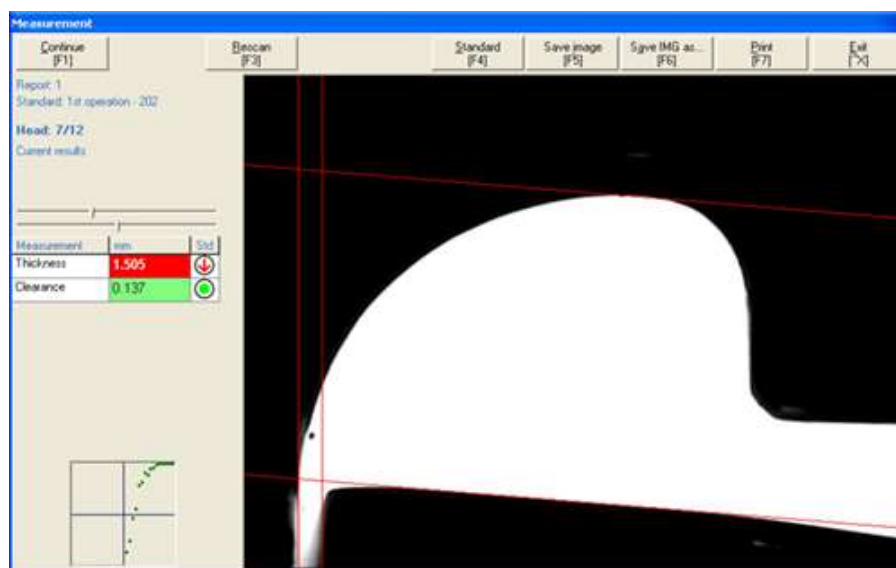 Measurement
Continue [F1]
Rescan [F3]
Standard [F4]
Save image [F5]
Save IMG as... [F6]
Print [F7]
Exit [^X]
Report: 1
Standard: 1st operation - 202
Head: 7/12
Current results
Measurement mm Std
Thickness 1.505
Clearance 0.137